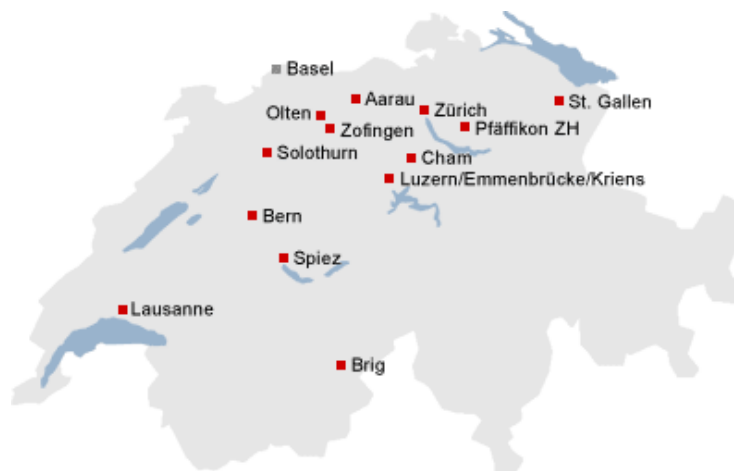 Basel
Aarau
St. Gallen
Olten
Zürich
Zofingen
Pfäffikon ZH
Solothurn
Cham
Luzern/Emmenbrücke/Kriens
Bern
Spiez
Lausanne
Brig